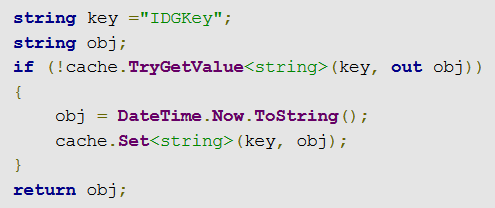 string key ="IDGKey";
string obj;
if (!cache.TryGetValue<string>(key, out obj))
{
    obj = DateTime.Now.ToString();
    cache.Set<string>(key, obj);
}
return obj;